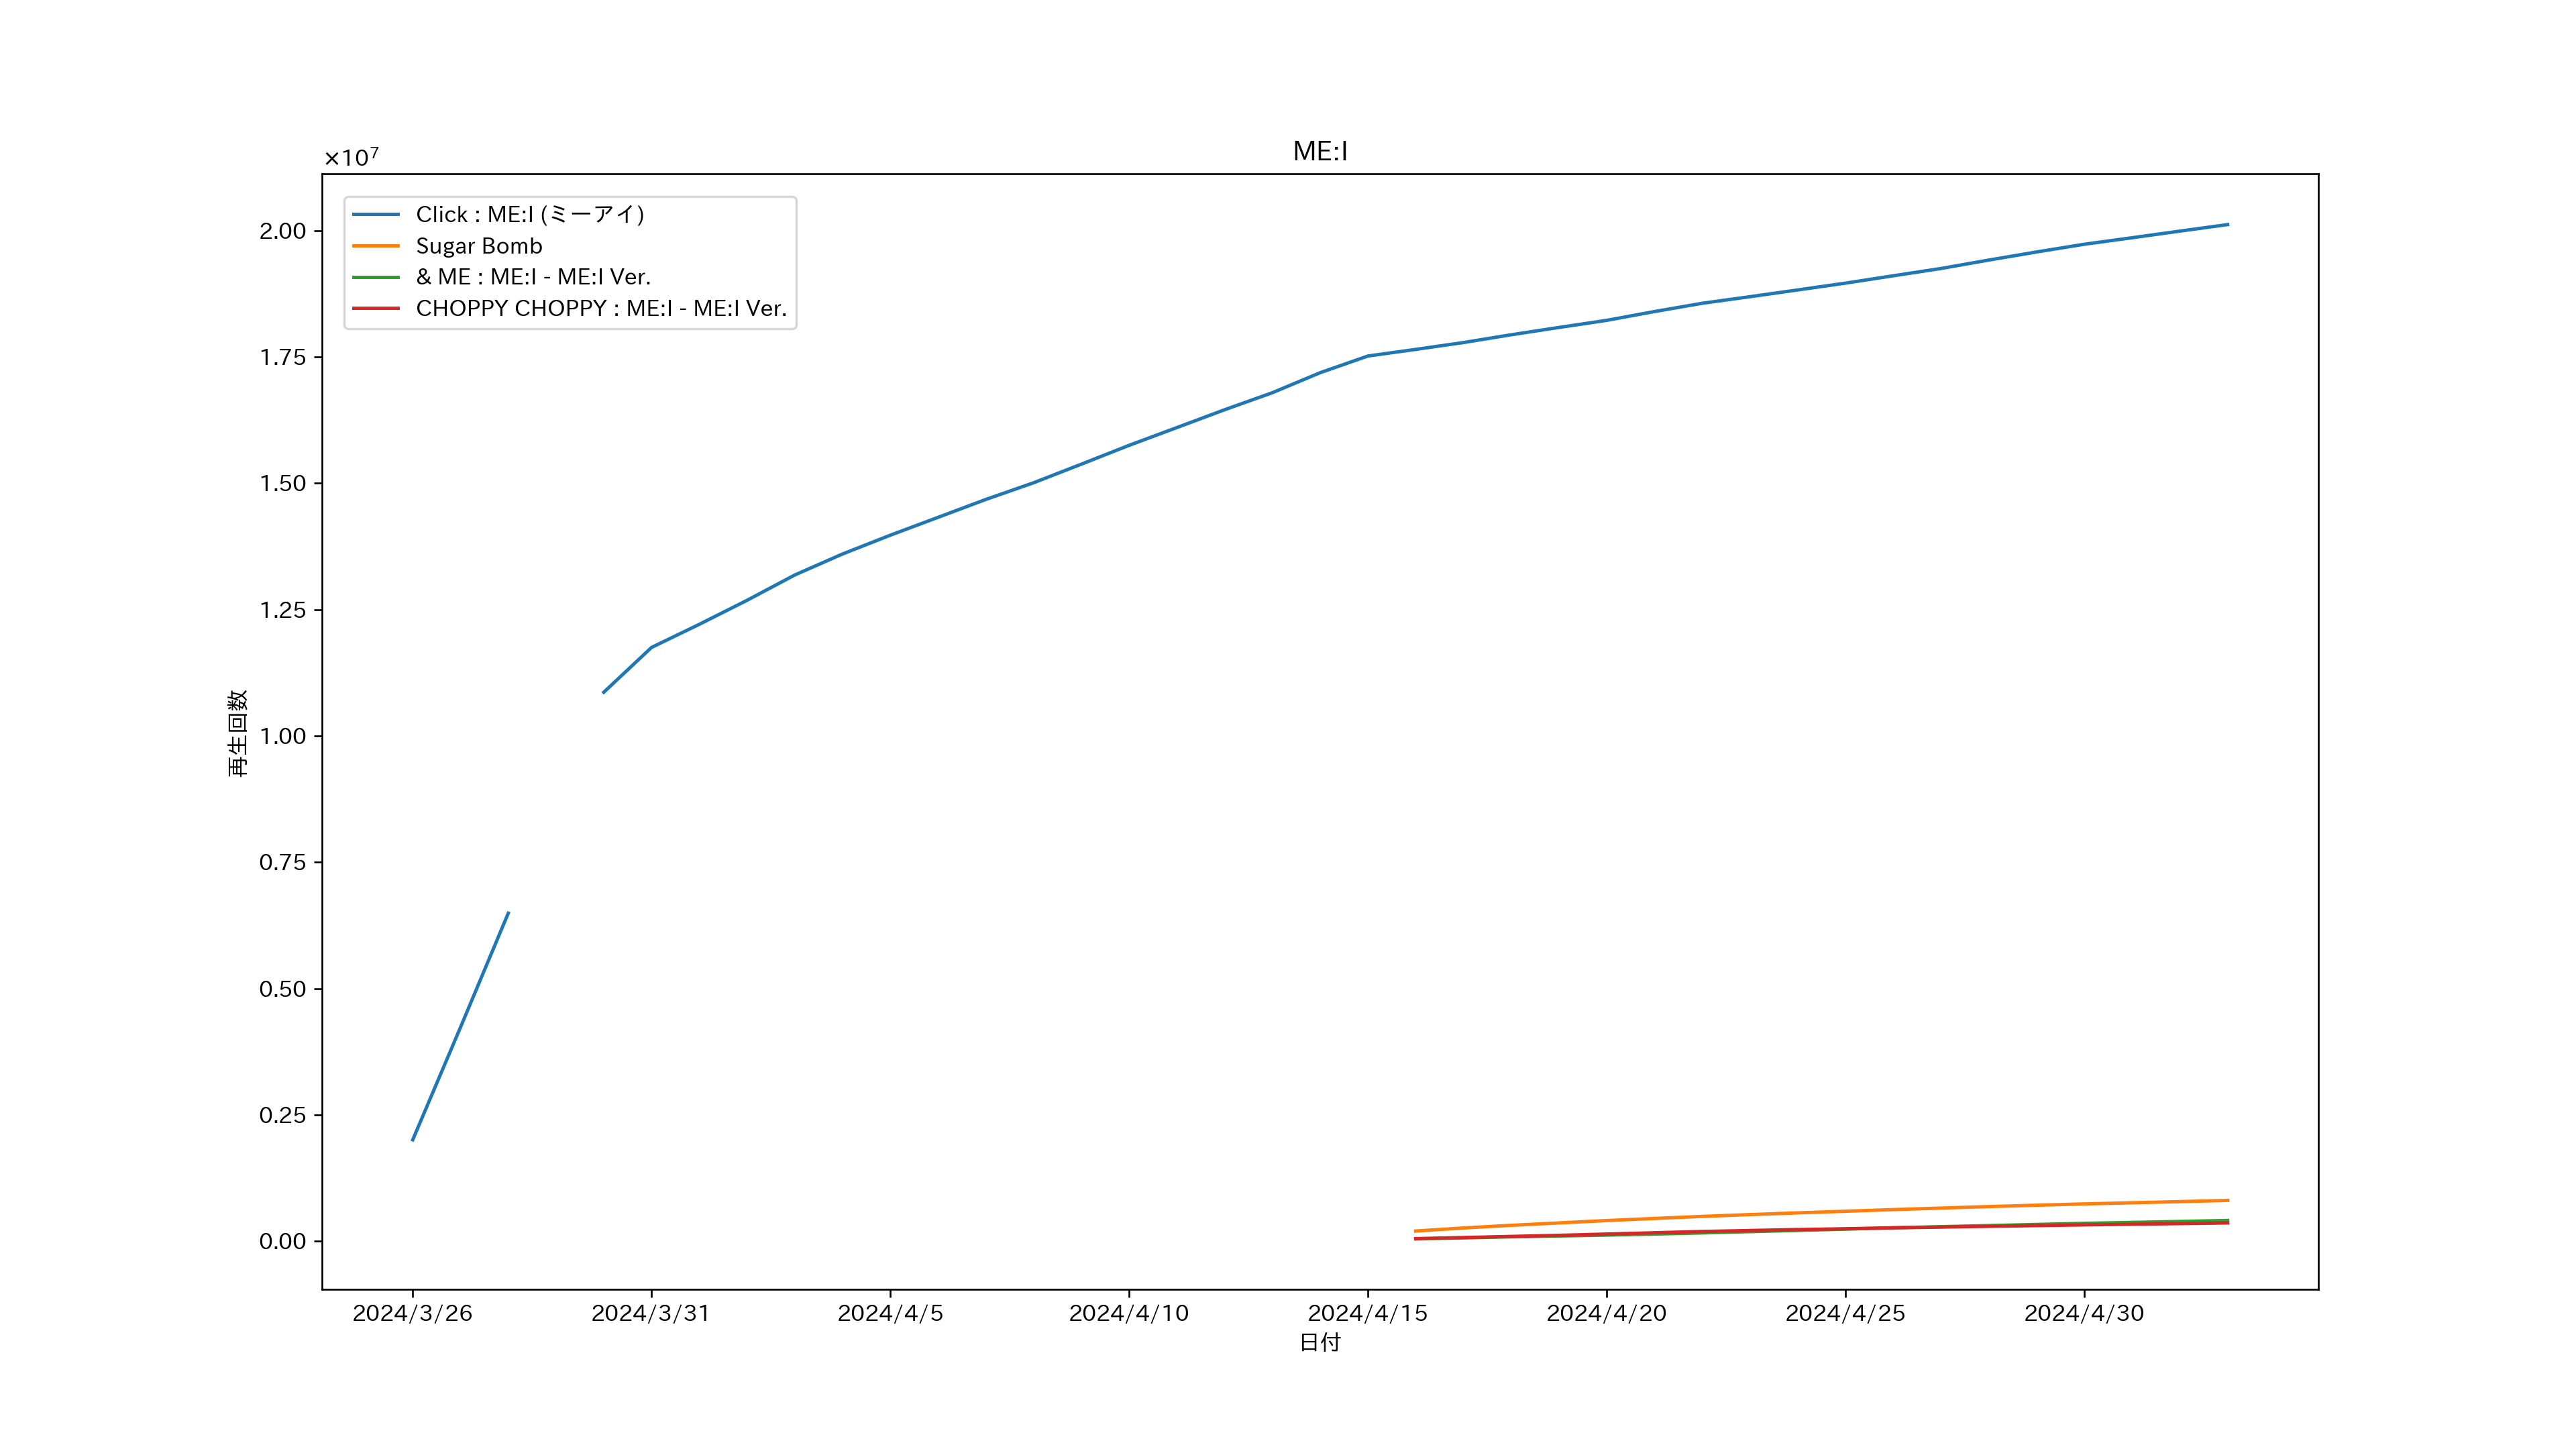 ME:I
×10⁷
Click : ME:I (ミーアイ)
Sugar Bomb
& ME : ME:I - ME:I Ver.
CHOPPY CHOPPY : ME:I - ME:I Ver.
2.00
1.75
1.50
1.25
1.00
0.75
0.50
0.25
0.00
再生回数
2024/3/26 2024/3/31 2024/4/5 2024/4/10 2024/4/15 2024/4/20 2024/4/25 2024/4/30
日付